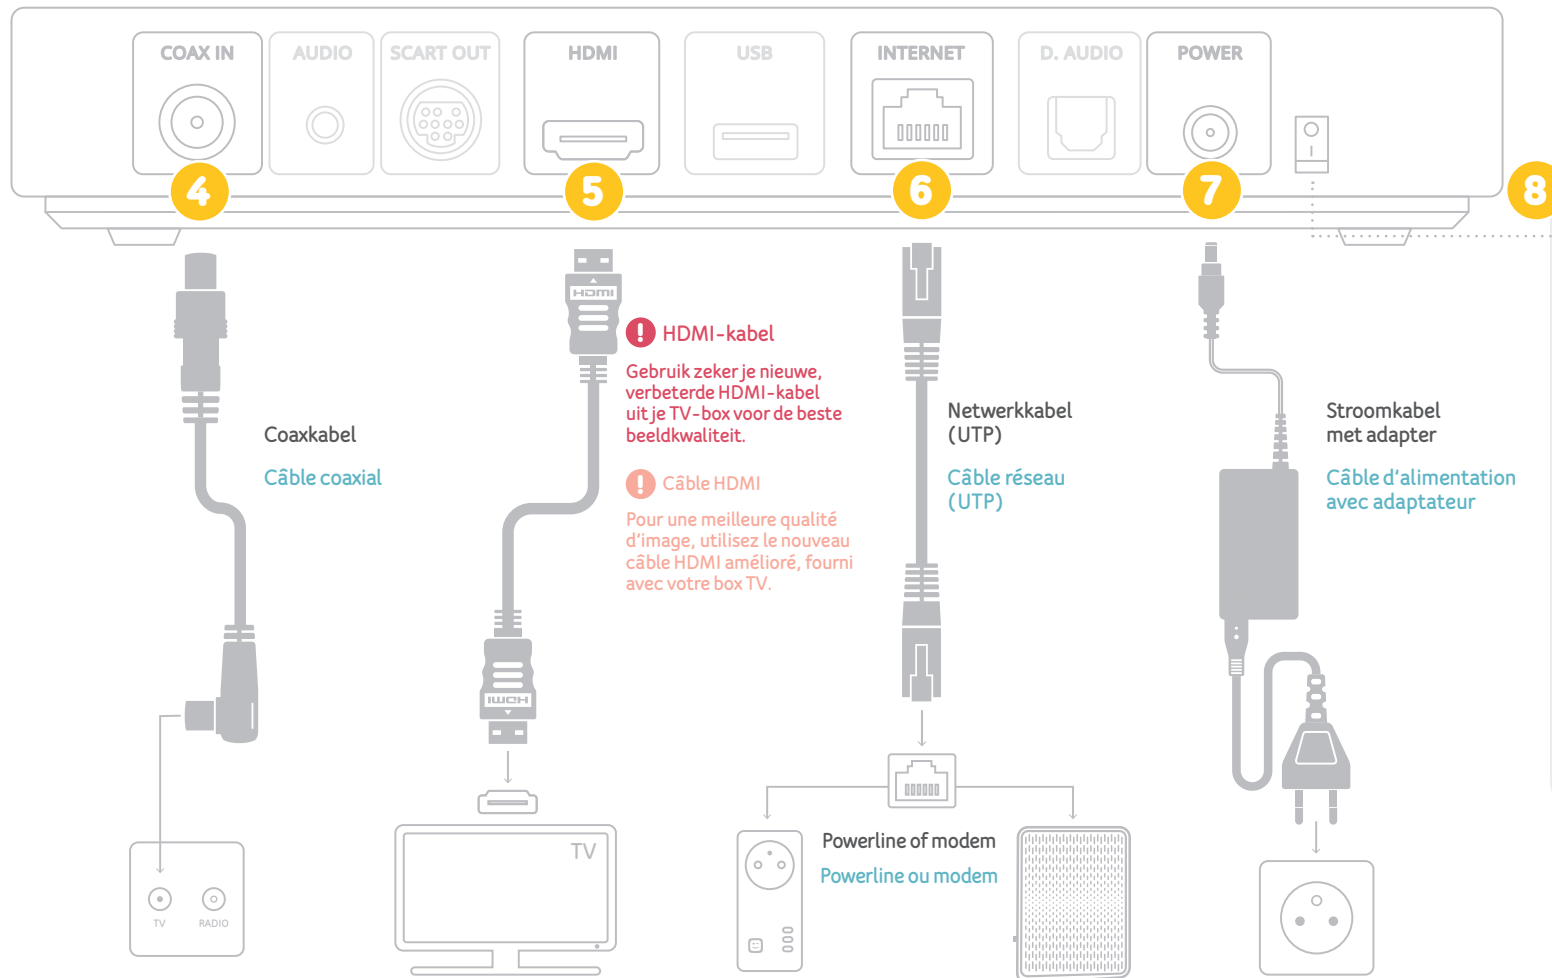 COAX IN
AUDIO
SCART OUT
HDMI
USB
INTERNET
D. AUDIO
POWER
4
5
6
7
8
HDMI
HDMI-kabel
Gebruik zeker je nieuwe,
verbeterde HDMI-kabel
uit je TV-box voor de beste
beeldkwaliteit.
Câble HDMI
Pour une meilleure qualité
d'image, utilisez le nouveau
câble HDMI amélioré, fourni
avec votre box TV.
Coaxkabel
Câble coaxial
Netwerkkabel
(UTP)
Câble réseau
(UTP)
Stroomkabel
met adapter
Câble d'alimentation
avec adaptateur
HDMI
TV
RADIO
TV
Powerline of modem
Powerline ou modem